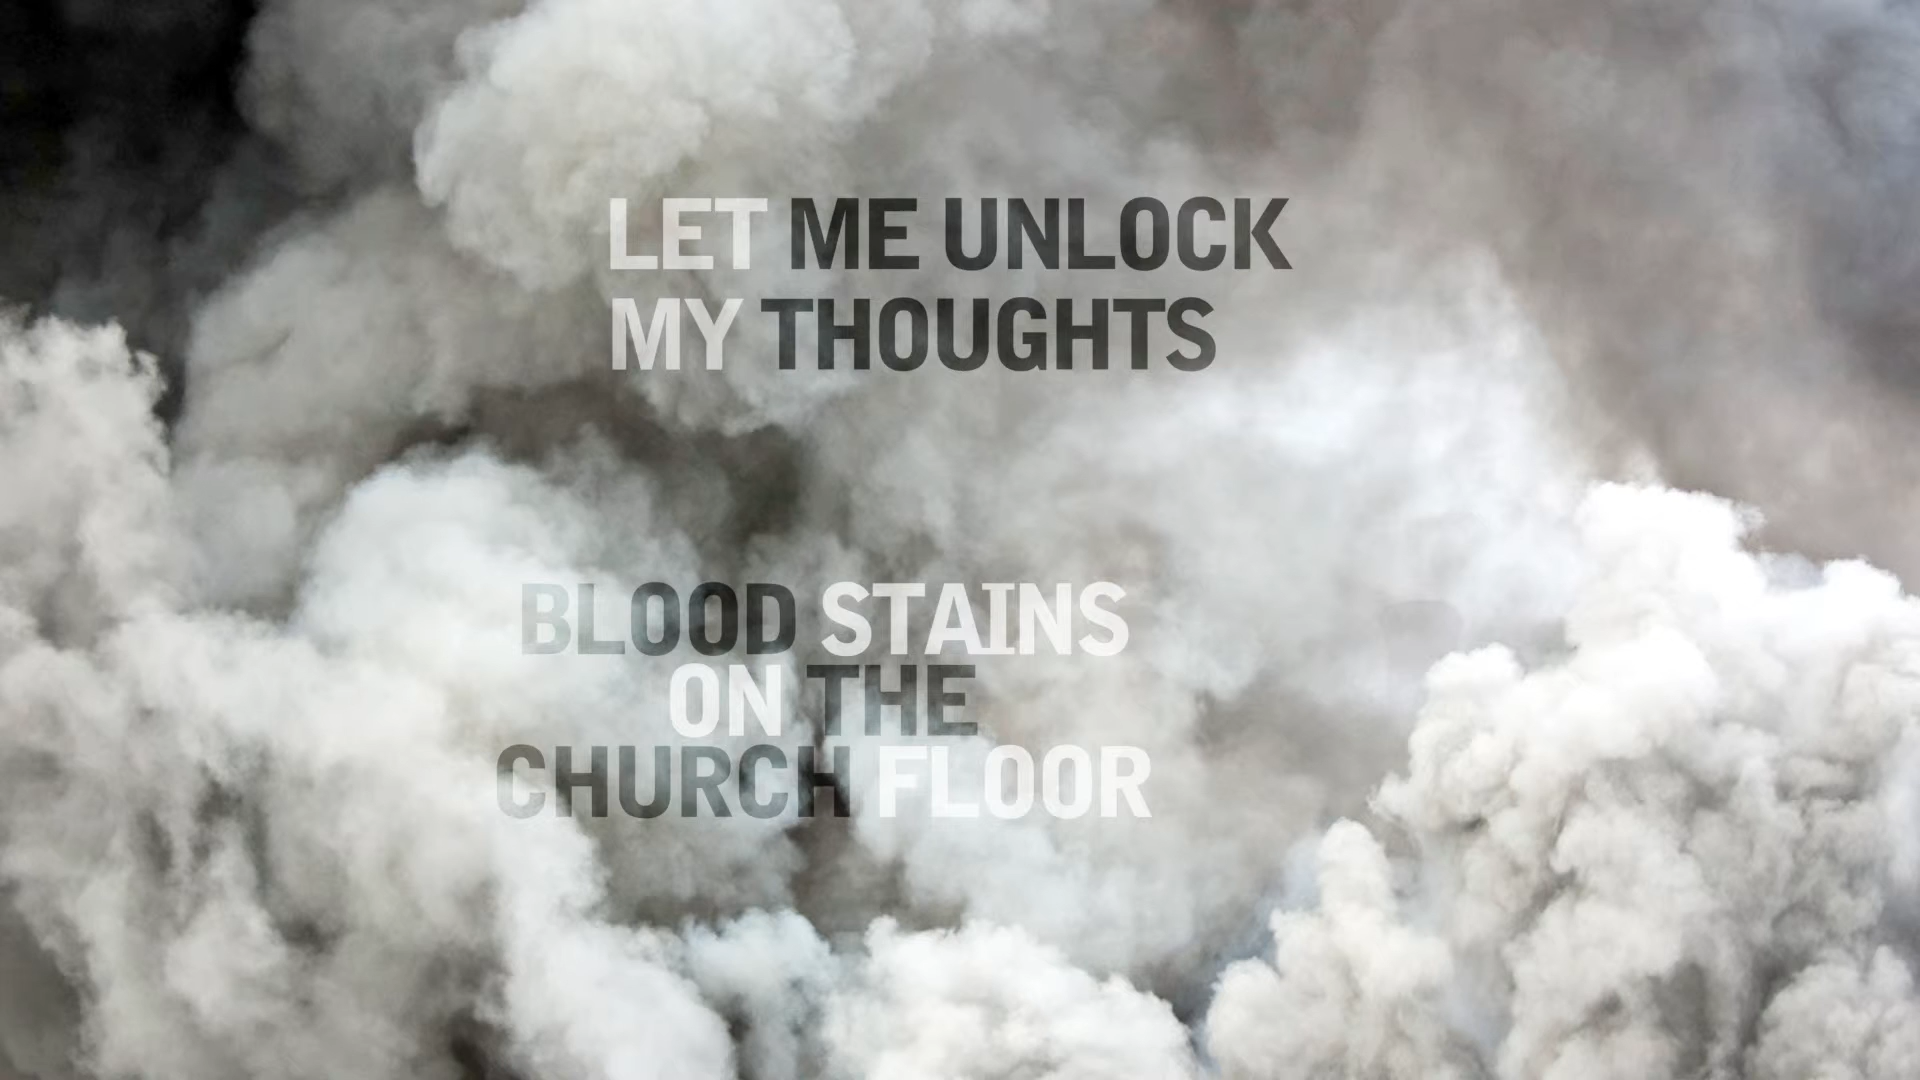 LET ME UNLOCK
MY THOUGHTS
BLOOD STAINS
ON THE
CHURCH FLOOR